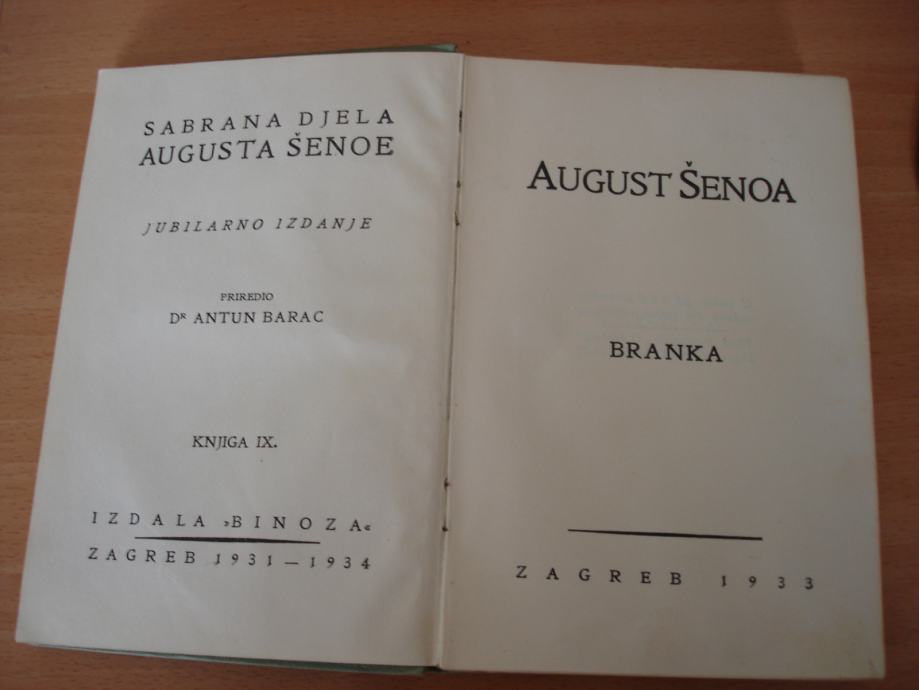 SABRANA DJELA
AUGUSTA ŠENOE
JUBILARNO IZDANJE
PRIREDIO
DR ANTUN BARAC
KNJIGA IX.
IZDALA »BINOZA«
ZAGREB 1931—1934
AUGUST ŠENOA
BRANKA
ZAGREB 1933